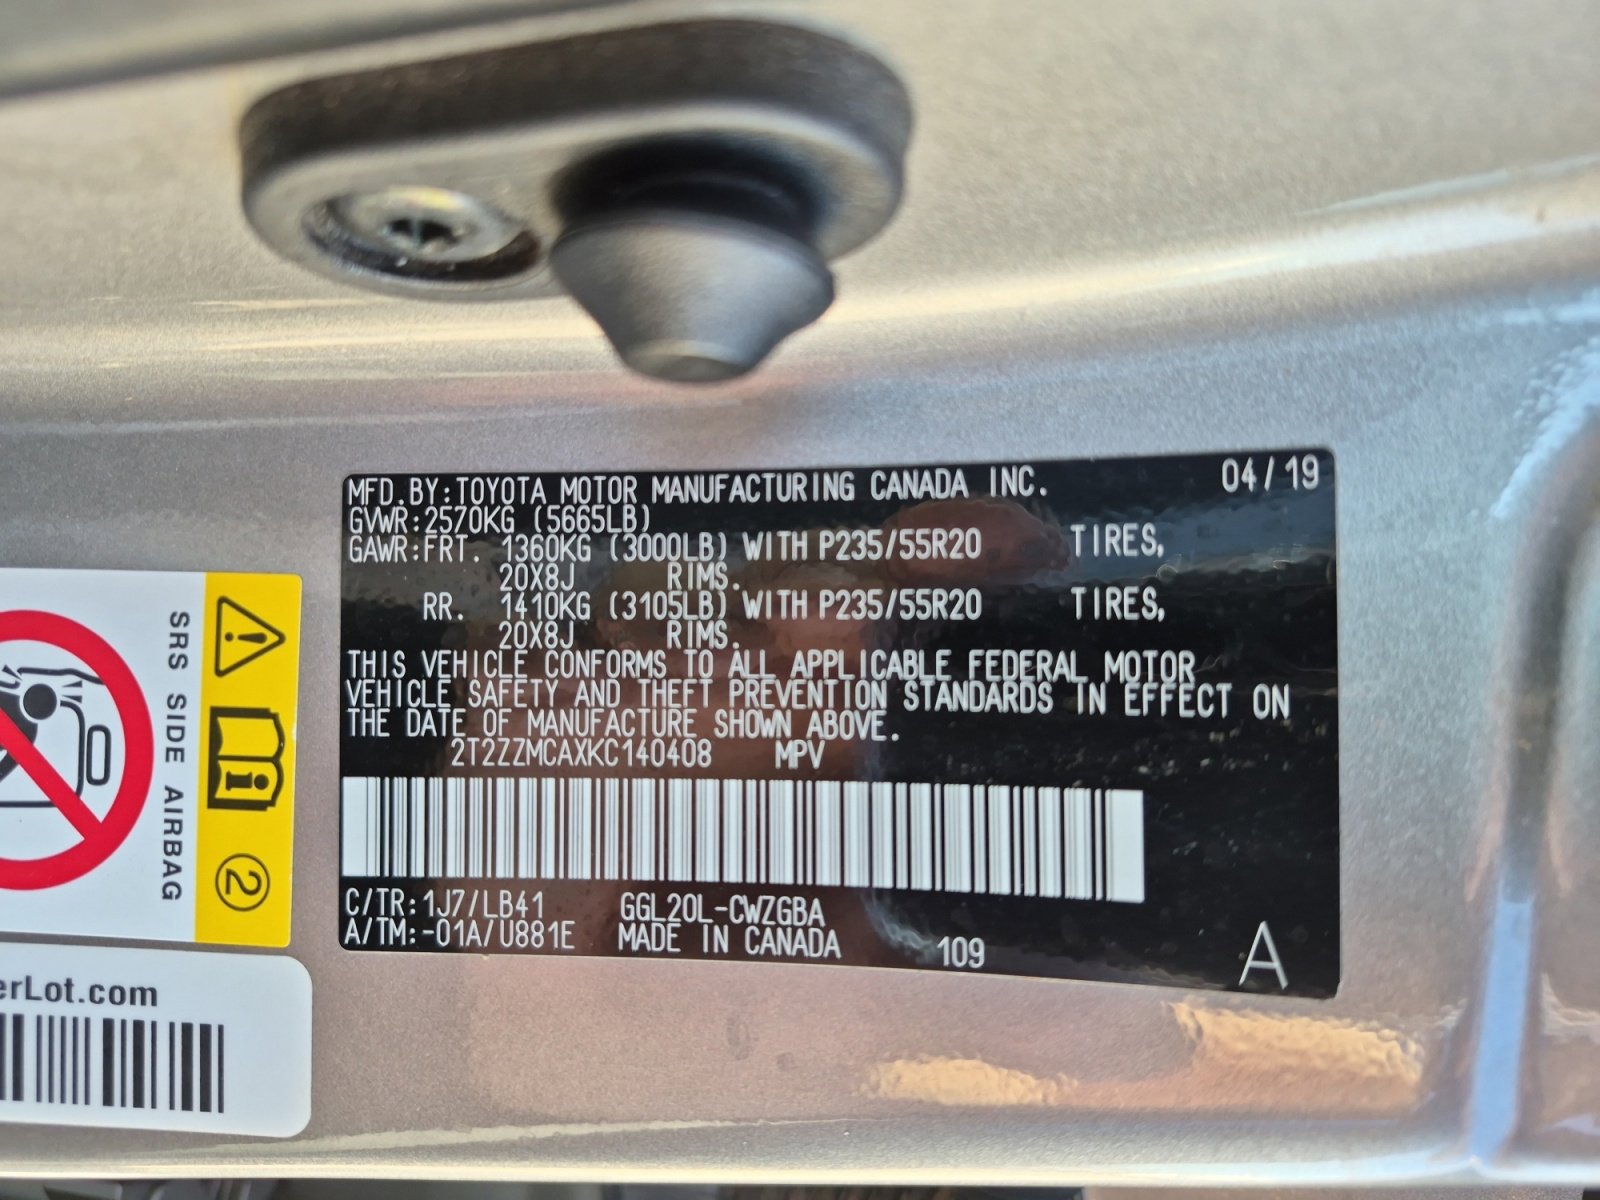 MFD.BY:TOYOTA MOTOR MANUFACTURING CANADA INC. 04/19
GVWR:2570KG (5665LB)
GAWR:FRT. 1360KG (3000LB) WITH P235/55R20 TIRES,
20X8J RIMS.
RR. 1410KG (3105LB) WITH P235/55R20 TIRES,
20X8J RIMS.
THIS VEHICLE CONFORMS TO ALL APPLICABLE FEDERAL MOTOR
VEHICLE SAFETY AND THEFT PREVENTION STANDARDS IN EFFECT ON
THE DATE OF MANUFACTURE SHOWN ABOVE.
2T2ZZMCAXKC140408 MPV
C/TR:1J7/LB41 GGL20L-CWZGBA
A/TM:-01A/U881E MADE IN CANADA 109 A
SRS SIDE AIRBAG
2
erLot.com